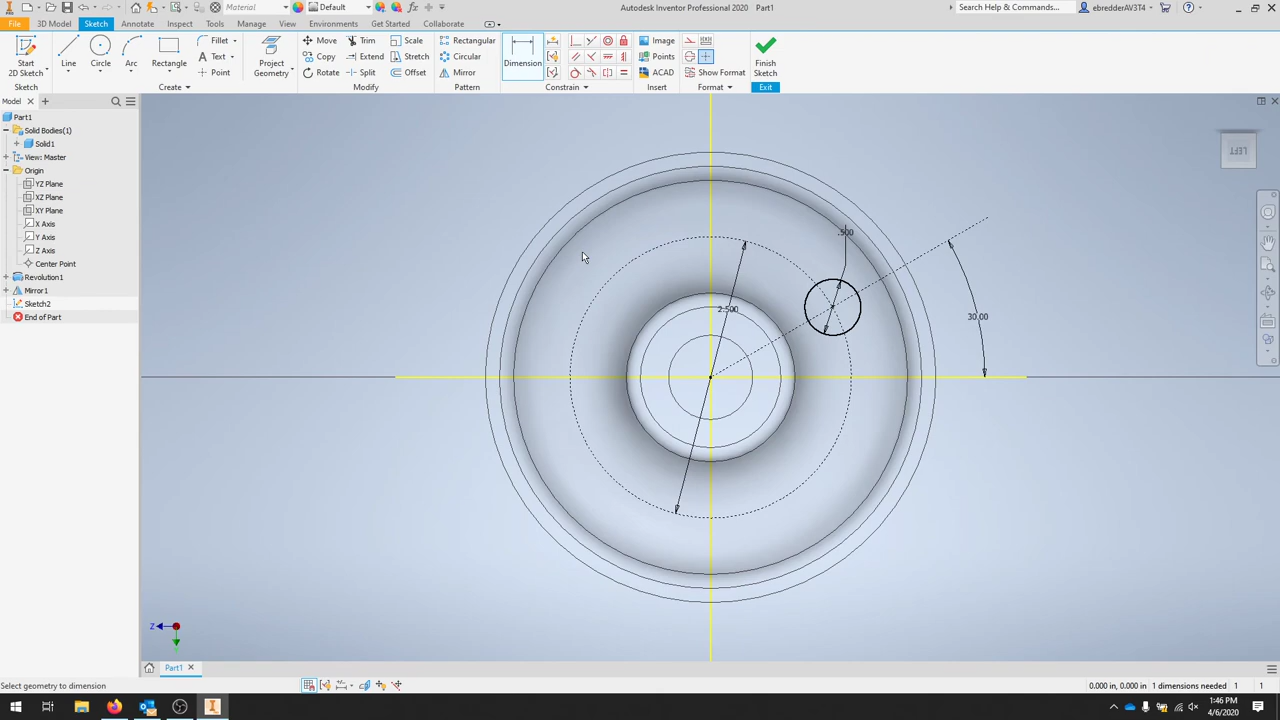 Material
Default
fx
Autodesk Inventor Professional 2020 Part1
Search Help & Commands...
ebredderAV3T4
File 3D Model Sketch Annotate Inspect Tools Manage View Environments Get Started Collaborate
Start
2D Sketch
Sketch
Line Circle Arc Rectangle
Fillet
Text
Point
Create
Project
Geometry
Move Trim Scale
Copy Extend Stretch
Rotate Split Offset
Modify
Rectangular
Circular
Mirror
Pattern
Dimension
Constrain
Image
Points
ACAD
Insert
Show Format
Format
Finish
Sketch
Exit
Model
Part1
Solid Bodies(1)
Solid1
View: Master
Origin
YZ Plane
XZ Plane
XY Plane
X Axis
Y Axis
Z Axis
Center Point
Revolution1
Mirror1
Sketch2
End of Part
LEFT
.500
2.500
30.00
Z
Part1
Select geometry to dimension
0.000 in, 0.000 in 1 dimensions needed 1 1
1:46 PM
4/6/2020